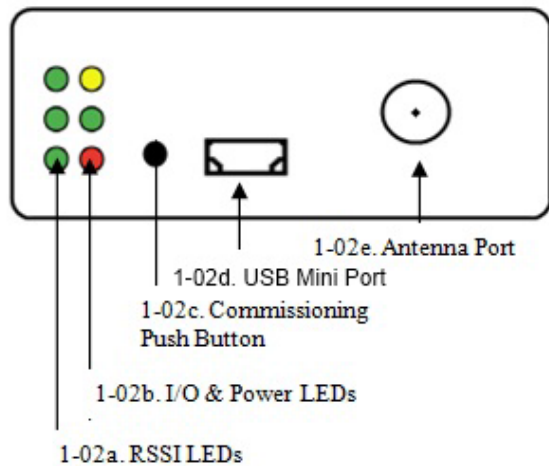 1-02e. Antenna Port
1-02d. USB Mini Port
1-02c. Commissioning
Push Button
1-02b. I/O & Power LEDs
1-02a. RSSI LEDs